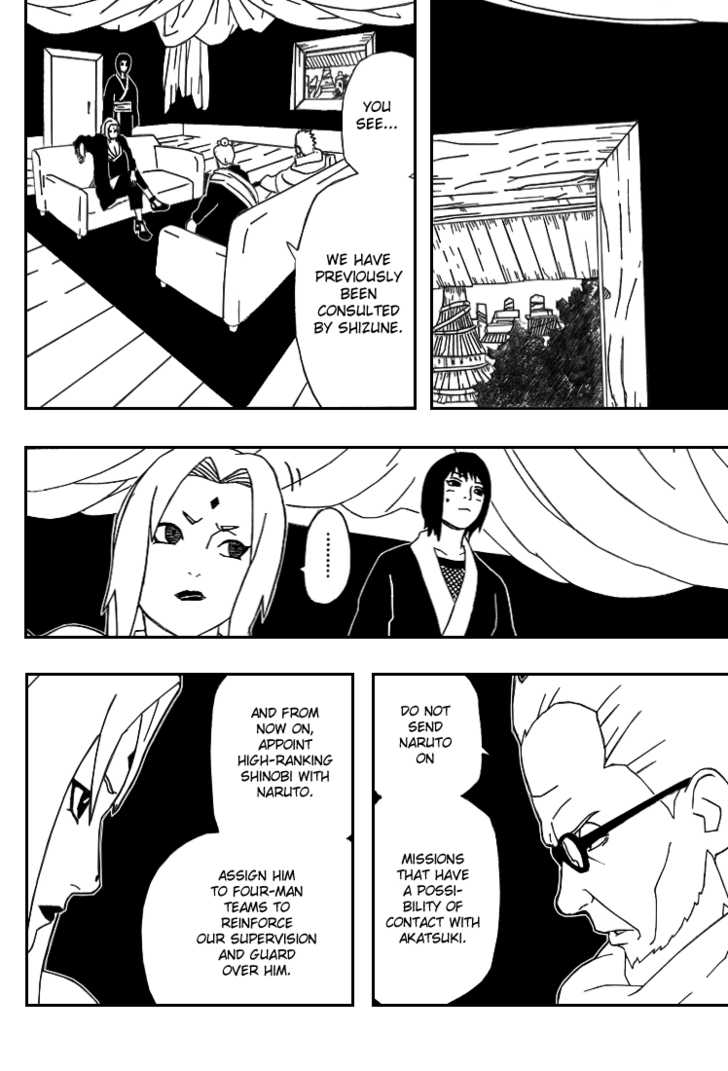 YOU
SEE...
WE HAVE
PREVIOUSLY
BEEN
CONSULTED
BY SHIZUNE.
.........
DO NOT
SEND
NARUTO
ON
MISSIONS
THAT HAVE
A POSSI-
BILITY OF
CONTACT WITH
AKATSUKI.
AND FROM
NOW ON,
APPOINT
HIGH-RANKING
SHINOBI WITH
NARUTO.
ASSIGN HIM
TO FOUR-MAN
TEAMS TO
REINFORCE
OUR SUPERVISION
AND GUARD
OVER HIM.